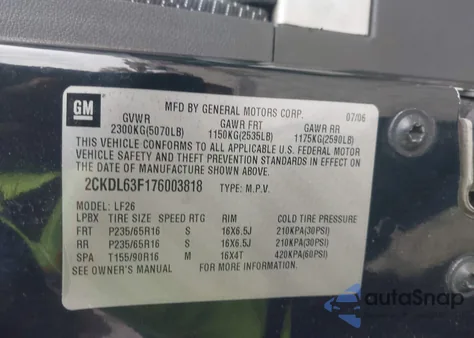 GM
MFD BY GENERAL MOTORS CORP. 07/06
GVWR GAWR FRT GAWR RR
2300KG(5070LB) 1150KG(2535LB) 1175KG(2590LB)
THIS VEHICLE CONFORMS TO ALL APPLICABLE U.S. FEDERAL MOTOR
VEHICLE SAFETY AND THEFT PREVENTION STANDARDS IN EFFECT ON
THE DATE OF MANUFACTURE SHOWN ABOVE.
2CKDL63F176003818 TYPE: M.P.V.
MODEL: LF26
LPBX TIRE SIZE SPEED RTG RIM COLD TIRE PRESSURE
FRT P235/65R16 S 16X6.5J 210KPA(30PSI)
RR P235/65R16 S 16X6.5J 210KPA(30PSI)
SPA T155/90R16 M 16X4T 420KPA(60PSI)
SEE OWNER'S MANUAL FOR MORE INFORMATION.
autoSnap